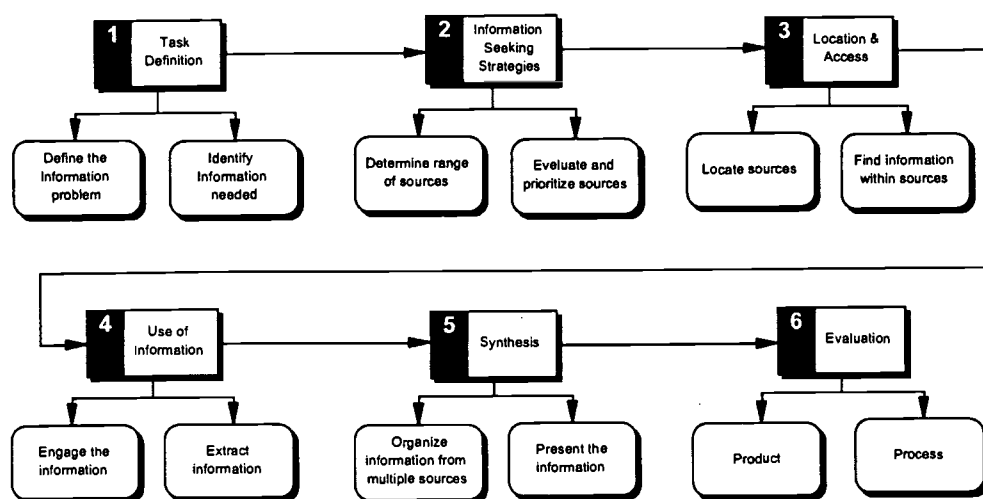 1
Task
Definition
2
Information
Seeking
Strategies
3
Location &
Access
Define the
Information
problem
Identify
Information
needed
Determine range
of sources
Eveluate and
prioritize sources
Locate sources
Find information
within sources
4
Use of
Information
5
Synthesis
6
Evaluation
Engage the
information
Extract
information
Organize
information from
multiple sources
Present the
information
Product
Process